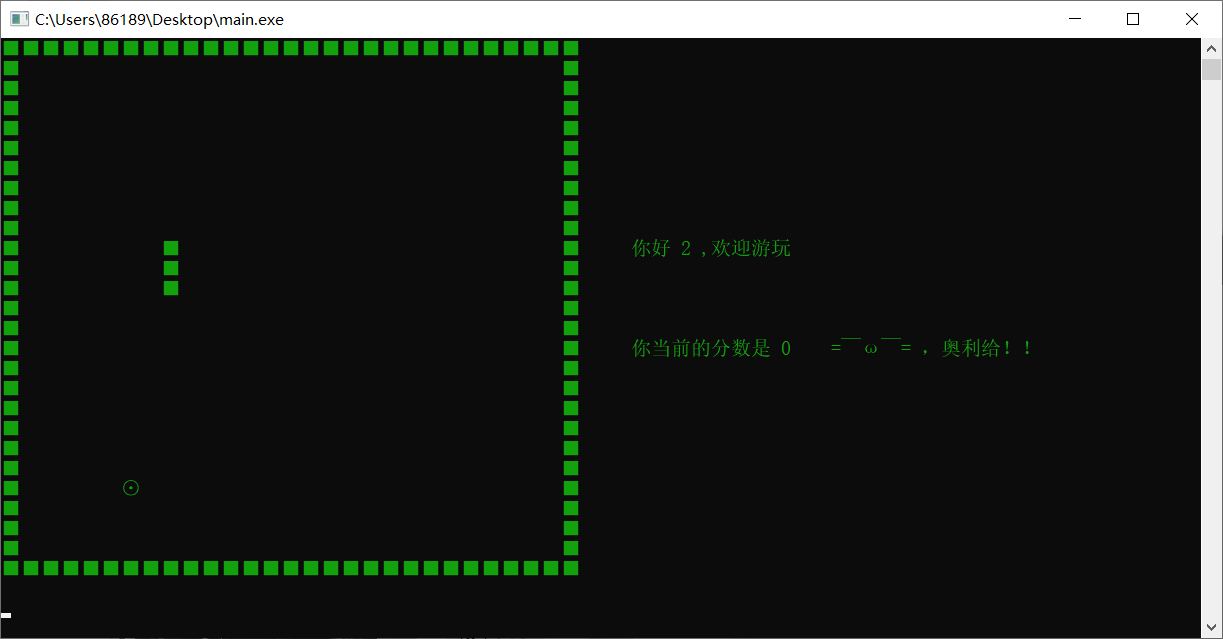 C:\Users\86189\Desktop\main.exe
你好 2 ,欢迎游玩
你当前的分数是 0 =￣ω￣= ，奥利给！！